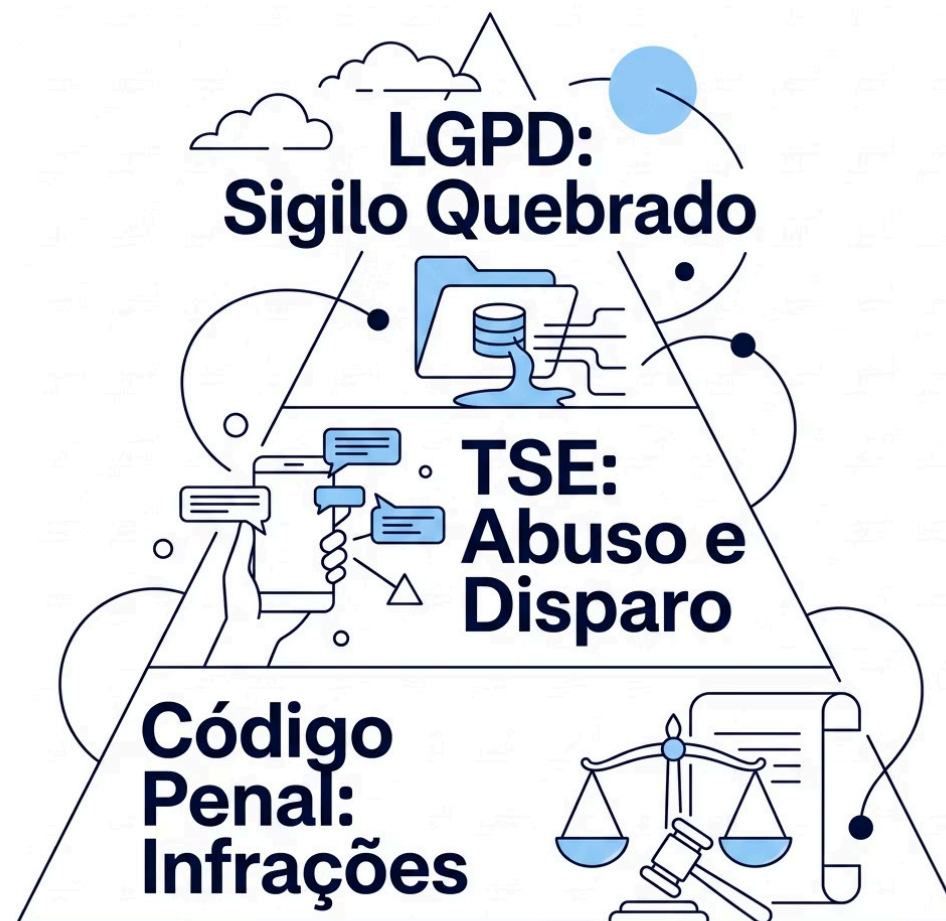 LGPD:
Sigilo Quebrado
TSE:
Abuso e
Disparo
Código
Penal:
Infrações